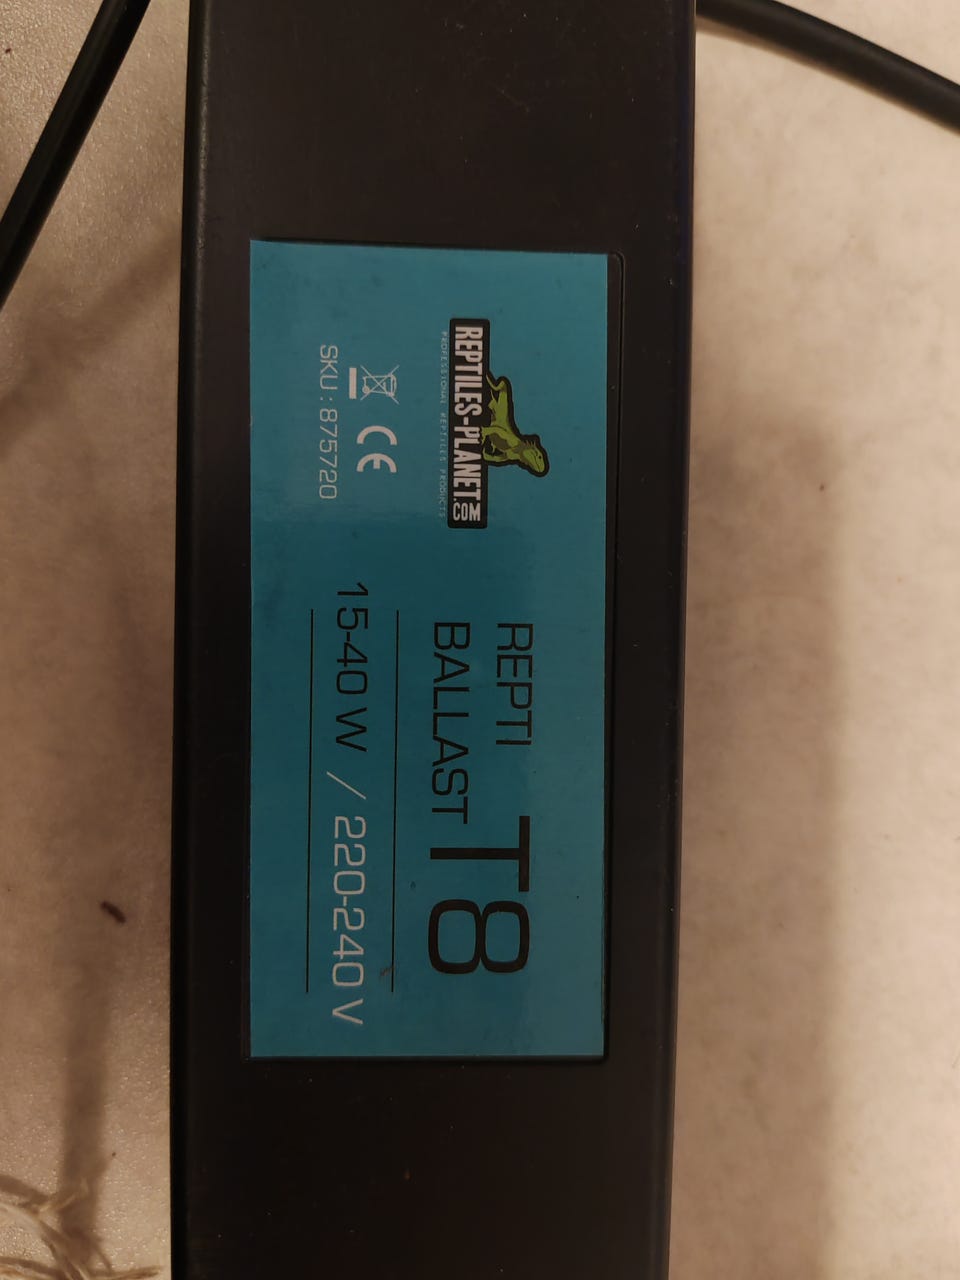 REPTILES-PLANET.COM
PROFESSIONAL REPTILES PRODUCTS
CE
SKU : 875720
REPTI
BALLAST
T8
15-40 W / 220-240 V